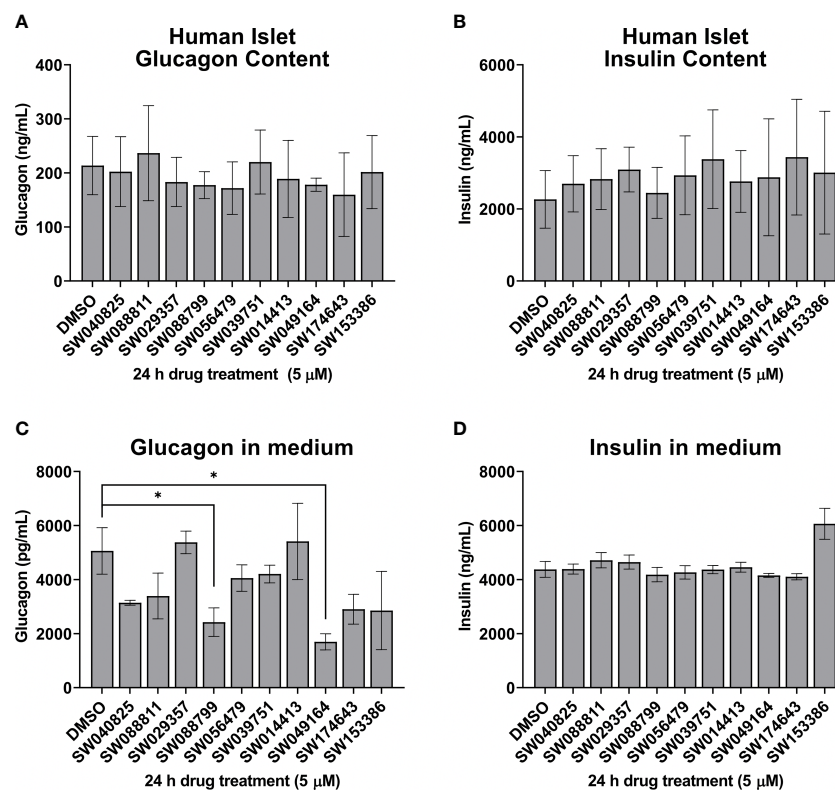 A
Human Islet
Glucagon Content
Glucagon (ng/mL)
400
300
200
100
0
DMSO
SW040825
SW088811
SW029357
SW088799
SW056479
SW039751
SW014413
SW049164
SW174643
SW153386
24 h drug treatment (5 μM)
B
Human Islet
Insulin Content
Insulin (ng/mL)
6000
4000
2000
0
DMSO
SW040825
SW088811
SW029357
SW088799
SW056479
SW039751
SW014413
SW049164
SW174643
SW153386
24 h drug treatment (5 μM)
C
Glucagon in medium
Glucagon (pg/mL)
8000
6000
4000
2000
0
*
*
DMSO
SW040825
SW088811
SW029357
SW088799
SW056479
SW039751
SW014413
SW049164
SW174643
SW153386
24 h drug treatment (5 μM)
D
Insulin in medium
Insulin (ng/mL)
8000
6000
4000
2000
0
DMSO
SW040825
SW088811
SW029357
SW088799
SW056479
SW039751
SW014413
SW049164
SW174643
SW153386
24 h drug treatment (5 μM)